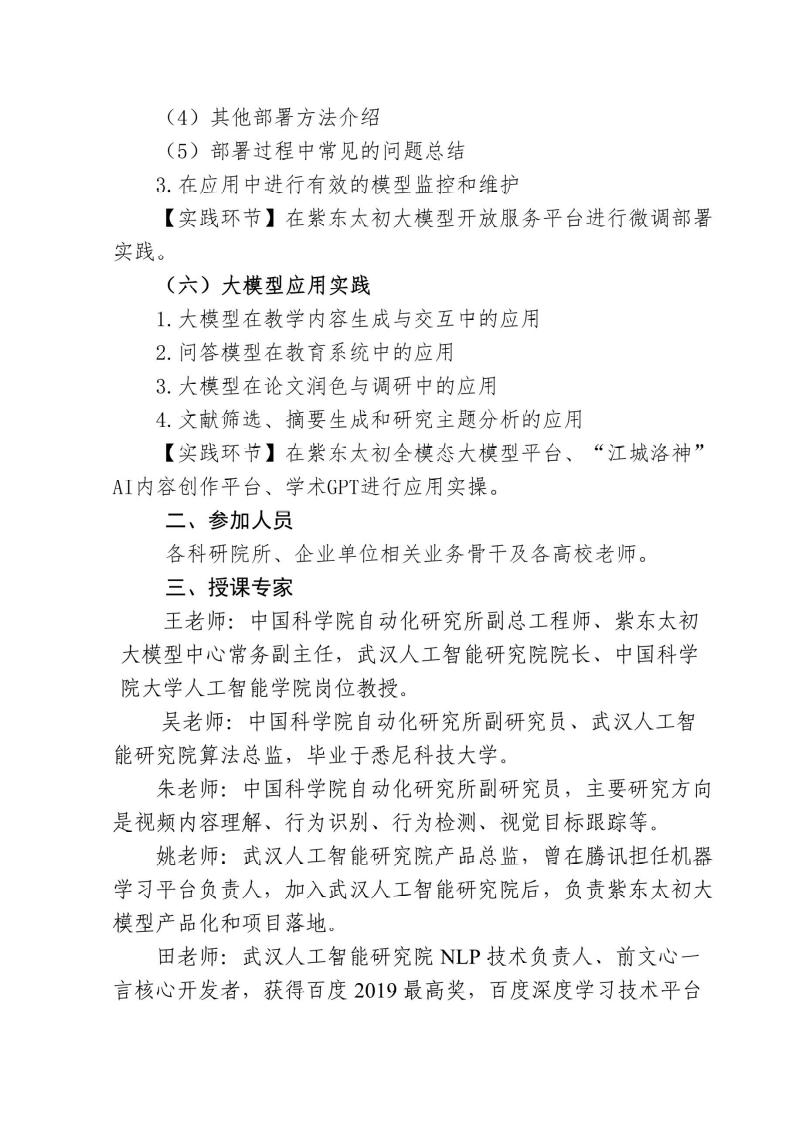 （4）其他部署方法介绍
（5）部署过程中常见的问题总结
3.在应用中进行有效的模型监控和维护
【实践环节】在紫东太初大模型开放服务平台进行微调部署
实践。
（六）大模型应用实践
1.大模型在教学内容生成与交互中的应用
2.问答模型在教育系统中的应用
3.大模型在论文润色与调研中的应用
4.文献筛选、摘要生成和研究主题分析的应用
【实践环节】在紫东太初全模态大模型平台、“江城洛神”
AI内容创作平台、学术GPT进行应用实操。
二、参加人员
各科研院所、企业单位相关业务骨干及各高校老师。
三、授课专家
王老师：中国科学院自动化研究所副总工程师、紫东太初
大模型中心常务副主任，武汉人工智能研究院院长、中国科学
院大学人工智能学院岗位教授。
吴老师：中国科学院自动化研究所副研究员、武汉人工智
能研究院算法总监，毕业于悉尼科技大学。
朱老师：中国科学院自动化研究所副研究员，主要研究方向
是视频内容理解、行为识别、行为检测、视觉目标跟踪等。
姚老师：武汉人工智能研究院产品总监，曾在腾讯担任机器
学习平台负责人，加入武汉人工智能研究院后，负责紫东太初大
模型产品化和项目落地。
田老师：武汉人工智能研究院 NLP 技术负责人、前文心一
言核心开发者，获得百度 2019 最高奖，百度深度学习技术平台